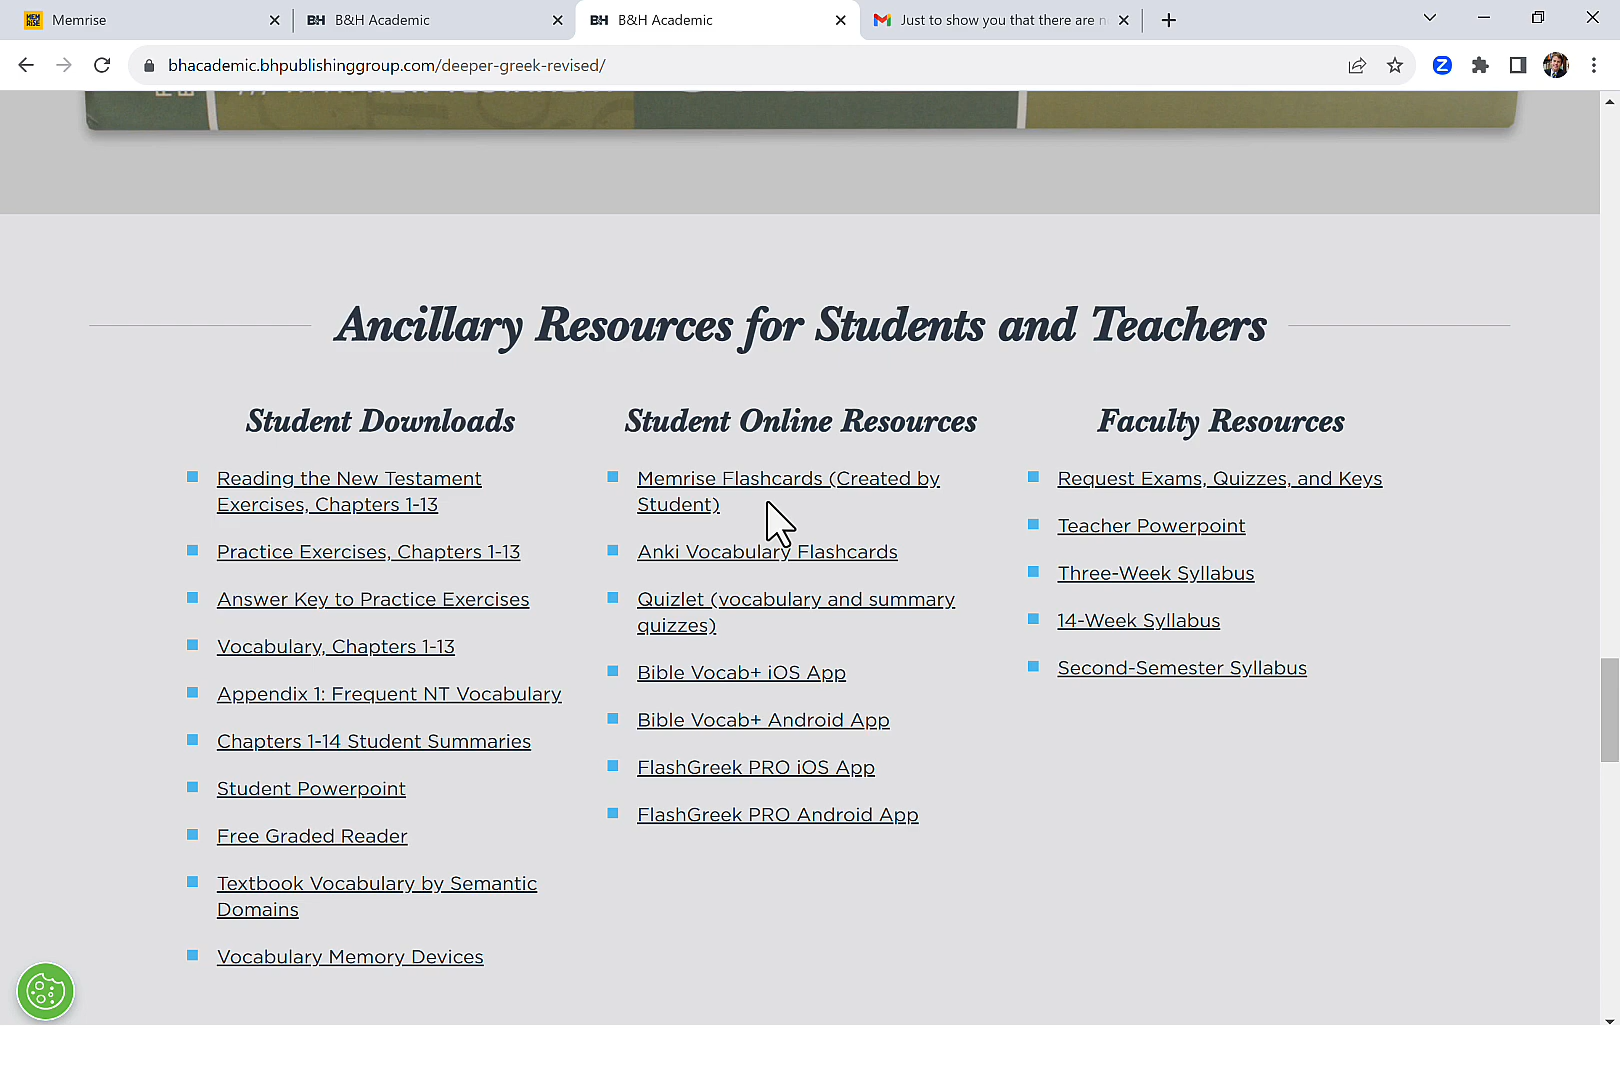 Memrise
B&H Academic
B&H Academic
Just to show you that there are n
bhacademic.bhpublishinggroup.com/deeper-greek-revised/
Ancillary Resources for Students and Teachers
Student Downloads
Reading the New Testament
Exercises, Chapters 1-13
Practice Exercises, Chapters 1-13
Answer Key to Practice Exercises
Vocabulary, Chapters 1-13
Appendix 1: Frequent NT Vocabulary
Chapters 1-14 Student Summaries
Student Powerpoint
Free Graded Reader
Textbook Vocabulary by Semantic
Domains
Vocabulary Memory Devices
Student Online Resources
Memrise Flashcards (Created by
Student)
Anki Vocabulary Flashcards
Quizlet (vocabulary and summary
quizzes)
Bible Vocab+ iOS App
Bible Vocab+ Android App
FlashGreek PRO iOS App
FlashGreek PRO Android App
Faculty Resources
Request Exams, Quizzes, and Keys
Teacher Powerpoint
Three-Week Syllabus
14-Week Syllabus
Second-Semester Syllabus